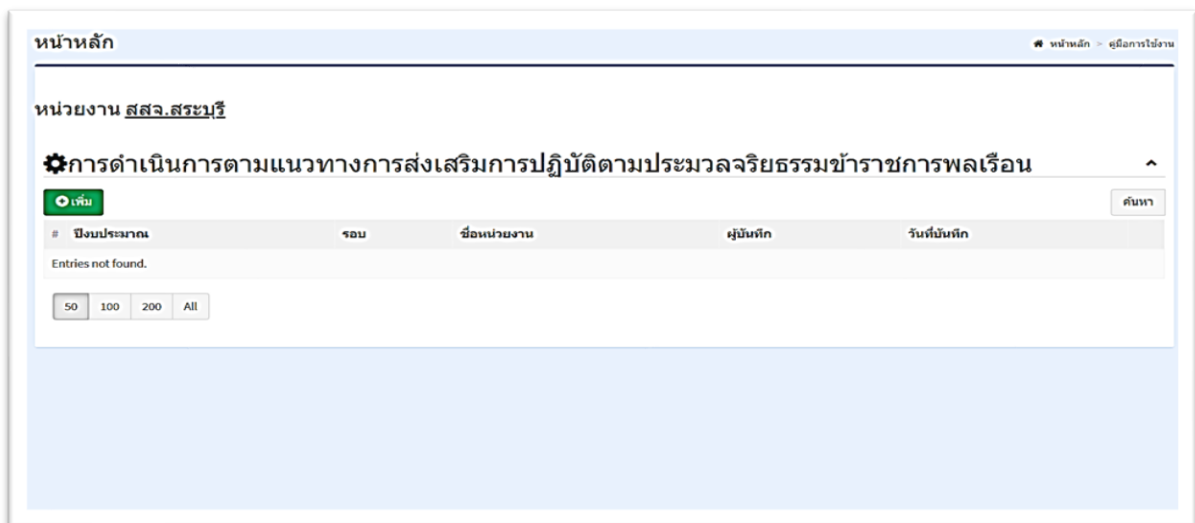 หน้าหลัก
หน้าหลัก > คู่มือการใช้งาน
หน่วยงาน สสจ.สระบุรี
การดำเนินการตามแนวทางการส่งเสริมการปฏิบัติตามประมวลจริยธรรมข้าราชการพลเรือน
เพิ่ม
ค้นหา
# ปีงบประมาณ รอบ ชื่อหน่วยงาน ผู้บันทึก วันที่บันทึก
Entries not found.
50 100 200 All